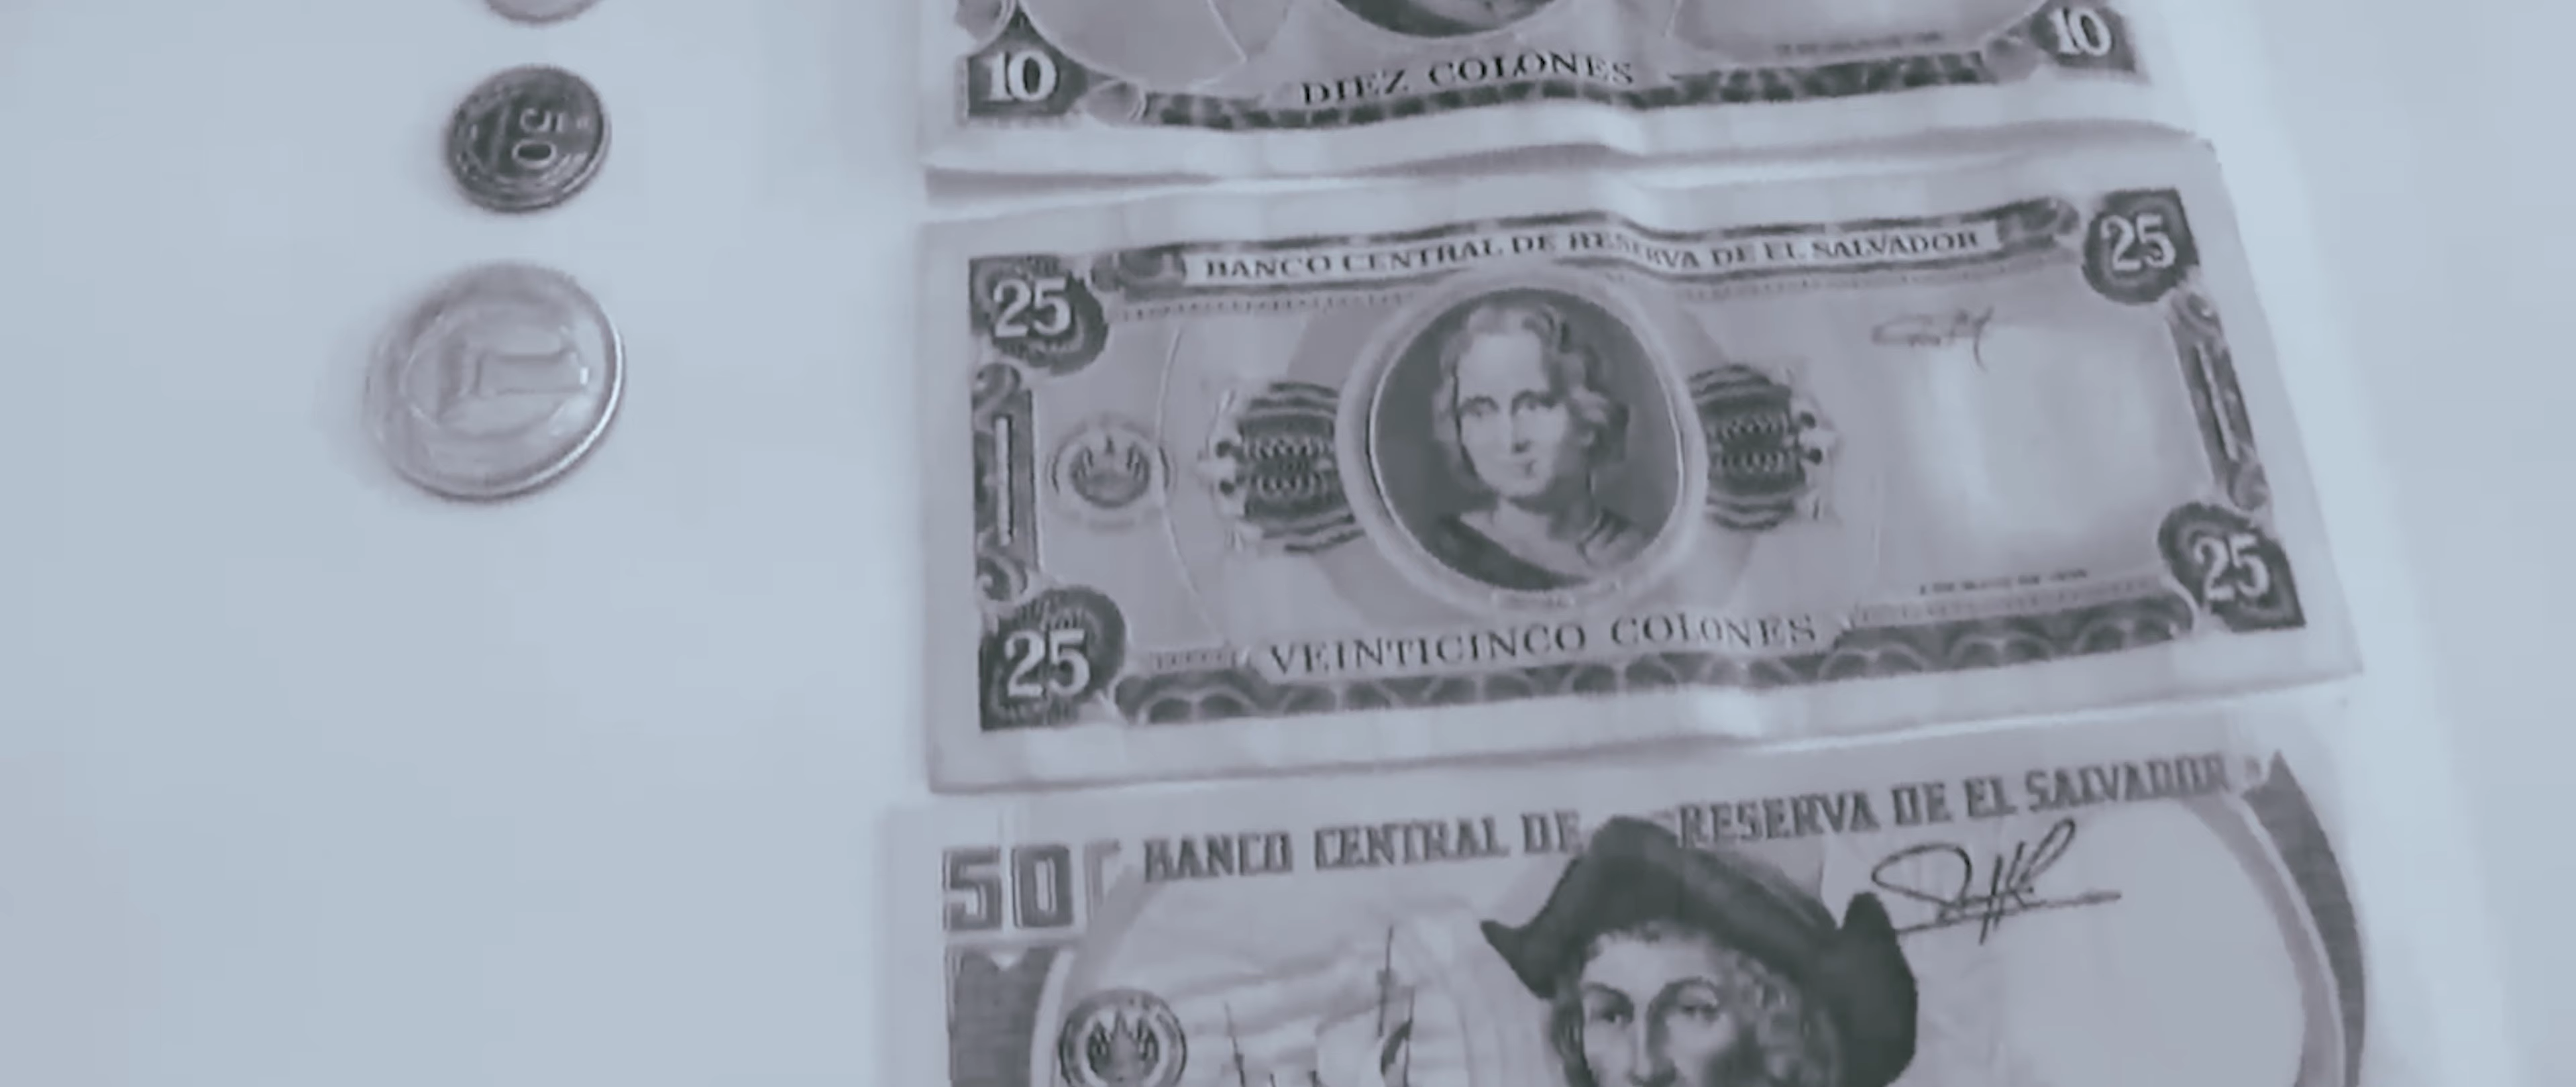 10
10
DIEZ COLONES
50
BANCO CENTRAL DE RESERVA DE EL SALVADOR
25
25
25
25
VEINTICINCO COLONES
50
BANCO CENTRAL DE RESERVA DE EL SALVADOR